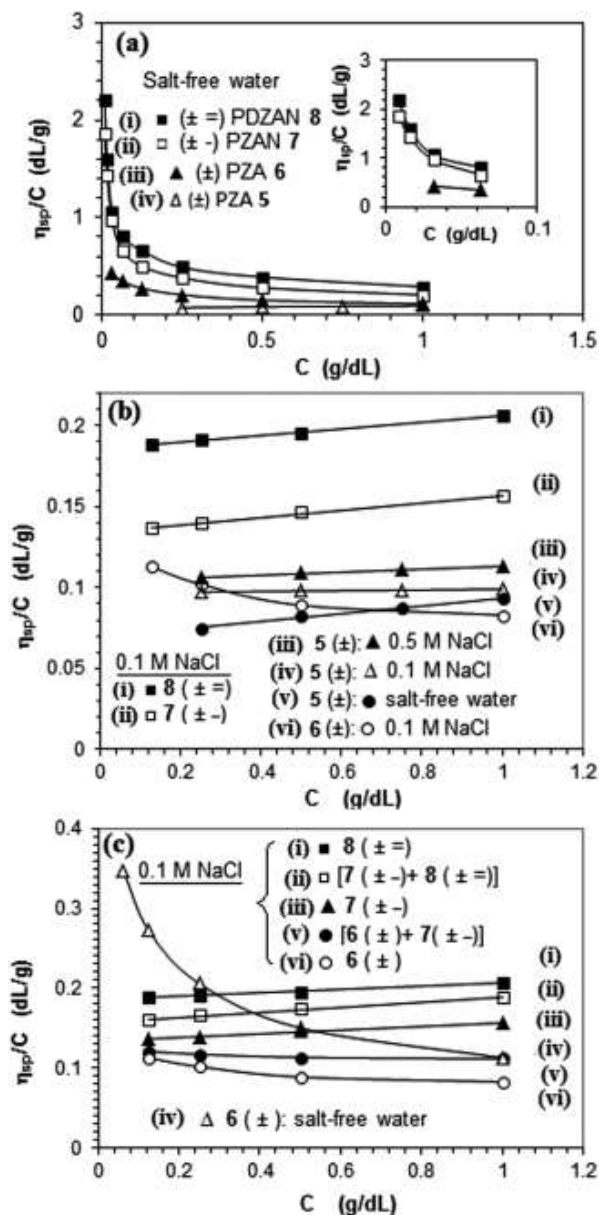 (a)
Salt-free water
(i) ■ (± =) PDZAN 8
(ii) □ (± -) PZAN 7
(iii) ▲ (±) PZA 6
(iv) Δ (±) PZA 5
ηsp/C (dL/g)
3
2
1
0
0
0.5
1
1.5
C (g/dL)
ηsp/C (dL/g)
3
2
1
0
0
0.1
C (g/dL)
(b)
ηsp/C (dL/g)
0.2
0.15
0.1
0.05
0
0
0.2
0.4
0.6
0.8
1
1.2
C (g/dL)
(i)
(ii)
(iii)
(iv)
(v)
(vi)
0.1 M NaCl
(i) ■ 8 ( ± =)
(ii) □ 7 ( ± -)
(iii) 5 (±): ▲ 0.5 M NaCl
(iv) 5 (±): Δ 0.1 M NaCl
(v) 5 (±): ● salt-free water
(vi) 6 (±): ○ 0.1 M NaCl
(c)
ηsp/C (dL/g)
0.4
0.3
0.2
0.1
0
0
0.2
0.4
0.6
0.8
1
1.2
C (g/dL)
0.1 M NaCl
(i) ■ 8 ( ± =)
(ii) □ [7 ( ± -)+ 8 ( ± =)]
(iii) ▲ 7 ( ± -)
(v) ● [6 ( ± )+ 7( ± -)]
(vi) ○ 6 ( ± )
(i)
(ii)
(iii)
(iv)
(v)
(vi)
(iv) Δ 6 ( ± ): salt-free water